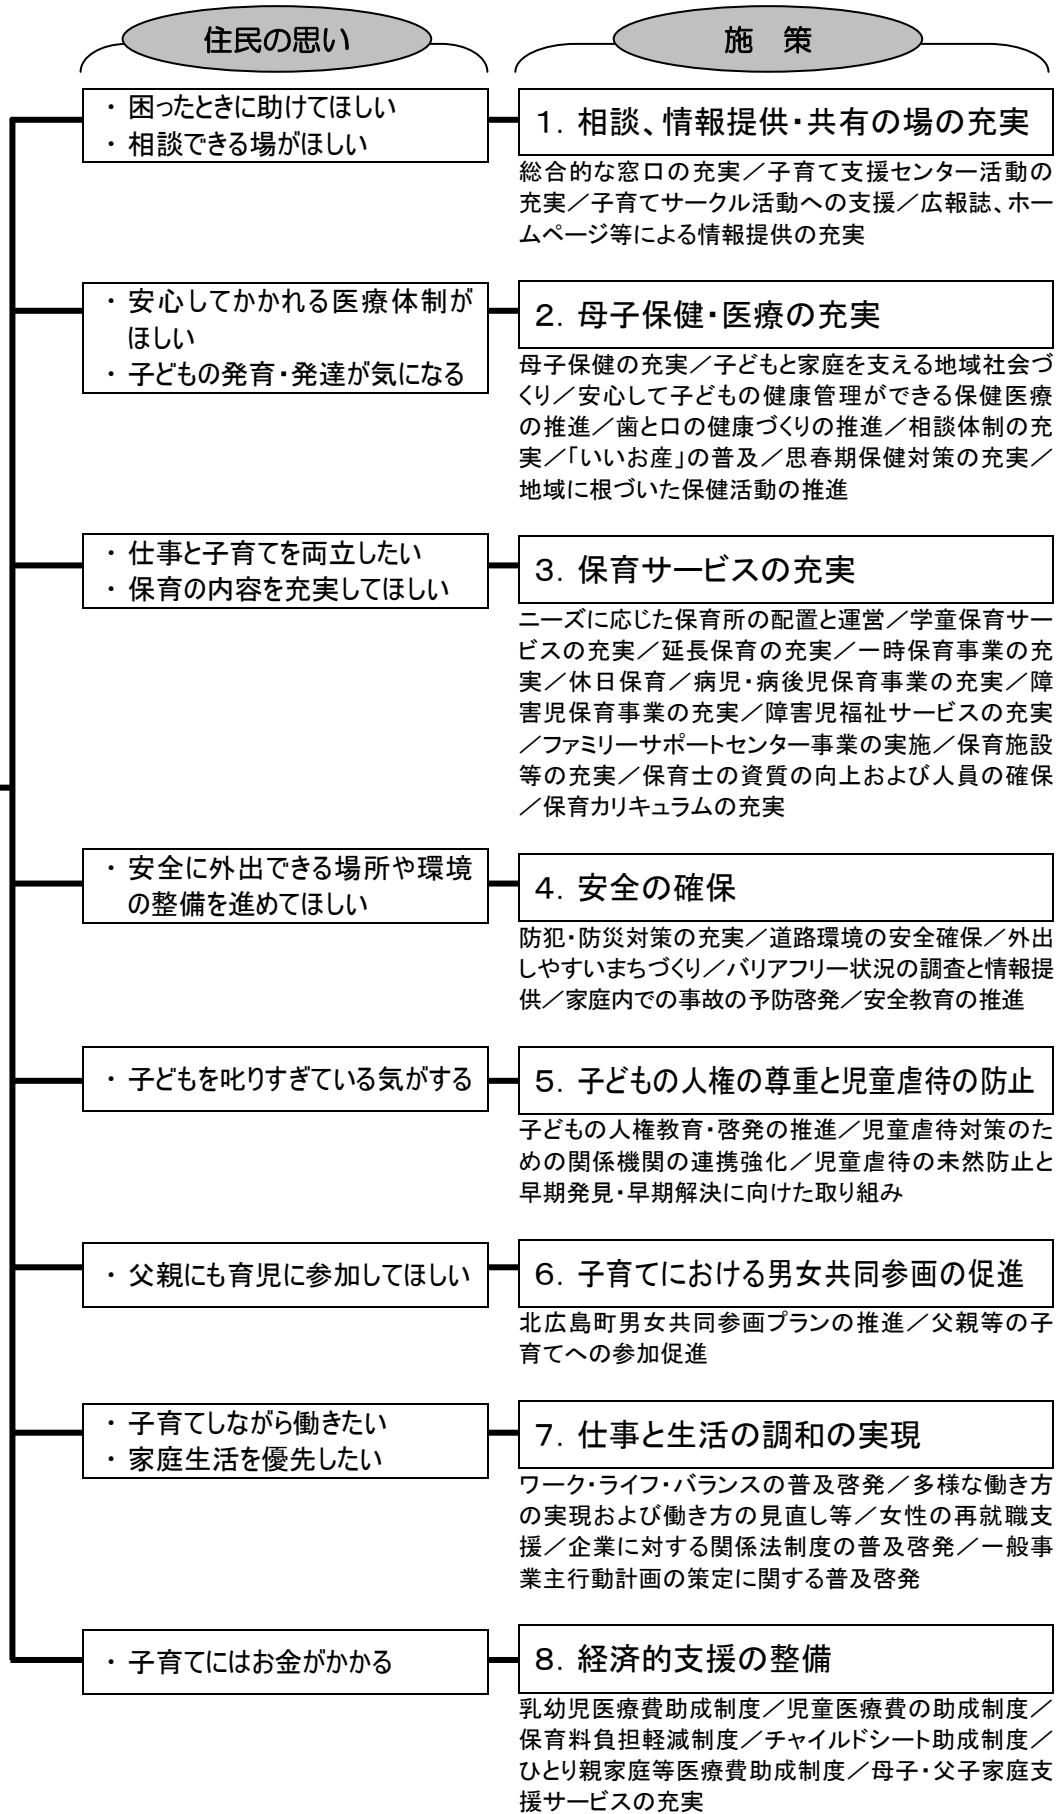 住民の思い
施　策
・ 困ったときに助けてほしい
・ 相談できる場がほしい
１．相談、情報提供・共有の場の充実
総合的な窓口の充実／子育て支援センター活動の
充実／子育てサークル活動への支援／広報誌、ホー
ムページ等による情報提供の充実
・ 安心してかかれる医療体制が
ほしい
・ 子どもの発育・発達が気になる
２．母子保健・医療の充実
母子保健の充実／子どもと家庭を支える地域社会づ
くり／安心して子どもの健康管理ができる保健医療
の推進／歯と口の健康づくりの推進／相談体制の充
実／「いいお産」の普及／思春期保健対策の充実／
地域に根づいた保健活動の推進
・ 仕事と子育てを両立したい
・ 保育の内容を充実してほしい
３．保育サービスの充実
ニーズに応じた保育所の配置と運営／学童保育サー
ビスの充実／延長保育の充実／一時保育事業の充
実／休日保育／病児・病後児保育事業の充実／障
害児保育事業の充実／障害児福祉サービスの充実
／ファミリーサポートセンター事業の実施／保育施設
等の充実／保育士の資質の向上および人員の確保
／保育カリキュラムの充実
・ 安全に外出できる場所や環境
の整備を進めてほしい
４．安全の確保
防犯・防災対策の充実／道路環境の安全確保／外出
しやすいまちづくり／バリアフリー状況の調査と情報提
供／家庭内での事故の予防啓発／安全教育の推進
・ 子どもを叱りすぎている気がする
５．子どもの人権の尊重と児童虐待の防止
子どもの人権教育・啓発の推進／児童虐待対策のた
めの関係機関の連携強化／児童虐待の未然防止と
早期発見・早期解決に向けた取り組み
・ 父親にも育児に参加してほしい
６．子育てにおける男女共同参画の促進
北広島町男女共同参画プランの推進／父親等の子
育てへの参加促進
・ 子育てしながら働きたい
・ 家庭生活を優先したい
７．仕事と生活の調和の実現
ワーク・ライフ・バランスの普及啓発／多様な働き方
の実現および働き方の見直し等／女性の再就職支
援／企業に対する関係法制度の普及啓発／一般事
業主行動計画の策定に関する普及啓発
・ 子育てにはお金がかかる
８．経済的支援の整備
乳幼児医療費助成制度／児童医療費の助成制度／
保育料負担軽減制度／チャイルドシート助成制度／
ひとり親家庭等医療費助成制度／母子・父子家庭支
援サービスの充実